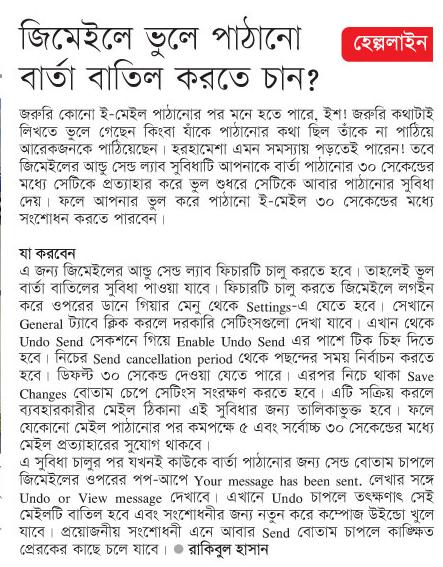 জিমেইলে ভুলে পাঠানো
বার্তা বাতিল করতে চান?
হেল্পলাইন
জরুরি কোনো ই-মেইল পাঠানোর পর মনে হতে পারে, ইশ! জরুরি কথাটাই
লিখতে ভুলে গেছেন কিংবা যাঁকে পাঠানোর কথা ছিল তাঁকে না পাঠিয়ে
আরেকজনকে পাঠিয়েছেন। হরহামেশা এমন সমস্যায় পড়তেই পারেন! তবে
জিমেইলের আন্ডু সেন্ড ল্যাব সুবিধাটি আপনাকে বার্তা পাঠানোর ৩০ সেকেন্ডের
মধ্যে সেটিকে প্রত্যাহার করে ভুল শুধরে সেটিকে আবার পাঠানোর সুবিধা
দেয়। ফলে আপনার ভুল করে পাঠানো ই-মেইল ৩০ সেকেন্ডের মধ্যে
সংশোধন করতে পারবেন।
যা করবেন
এ জন্য জিমেইলের আন্ডু সেন্ড ল্যাব ফিচারটি চালু করতে হবে। তাহলেই ভুল
বার্তা বাতিলের সুবিধা পাওয়া যাবে। ফিচারটি চালু করতে জিমেইলে লগইন
করে ওপরের ডানে গিয়ার মেনু থেকে Settings-এ যেতে হবে। সেখানে
General ট্যাবে ক্লিক করলে দরকারি সেটিংসগুলো দেখা যাবে। এখান থেকে
Undo Send সেকশনে গিয়ে Enable Undo Send এর পাশে টিক চিহ্ন দিতে
হবে। নিচের Send cancellation period থেকে পছন্দের সময় নির্বাচন করতে
হবে। ডিফল্ট ৩০ সেকেন্ড দেওয়া যেতে পারে। এরপর নিচে থাকা Save
Changes বোতাম চেপে সেটিংস সংরক্ষণ করতে হবে। এটি সক্রিয় করলে
ব্যবহারকারীর মেইল ঠিকানা এই সুবিধার জন্য তালিকাভুক্ত হবে। ফলে
যেকোনো মেইল পাঠানোর পর কমপক্ষে ৫ এবং সর্বোচ্চ ৩০ সেকেন্ডের মধ্যে
মেইল প্রত্যাহারের সুযোগ থাকবে।
এ সুবিধা চালুর পর যখনই কাউকে বার্তা পাঠানোর জন্য সেন্ড বোতাম চাপলে
জিমেইলের ওপরের পপ-আপে Your message has been sent. লেখার সঙ্গে
Undo or View message দেখাবে। এখানে Undo চাপলে তৎক্ষণাৎ সেই
মেইলটি বাতিল হবে এবং সংশোধনীর জন্য নতুন করে কম্পোজ উইন্ডো খুলে
যাবে। প্রয়োজনীয় সংশোধনী এনে আবার Send বোতাম চাপলে কাঙ্ক্ষিত
প্রেরকের কাছে চলে যাবে। ● রাকিবুল হাসান